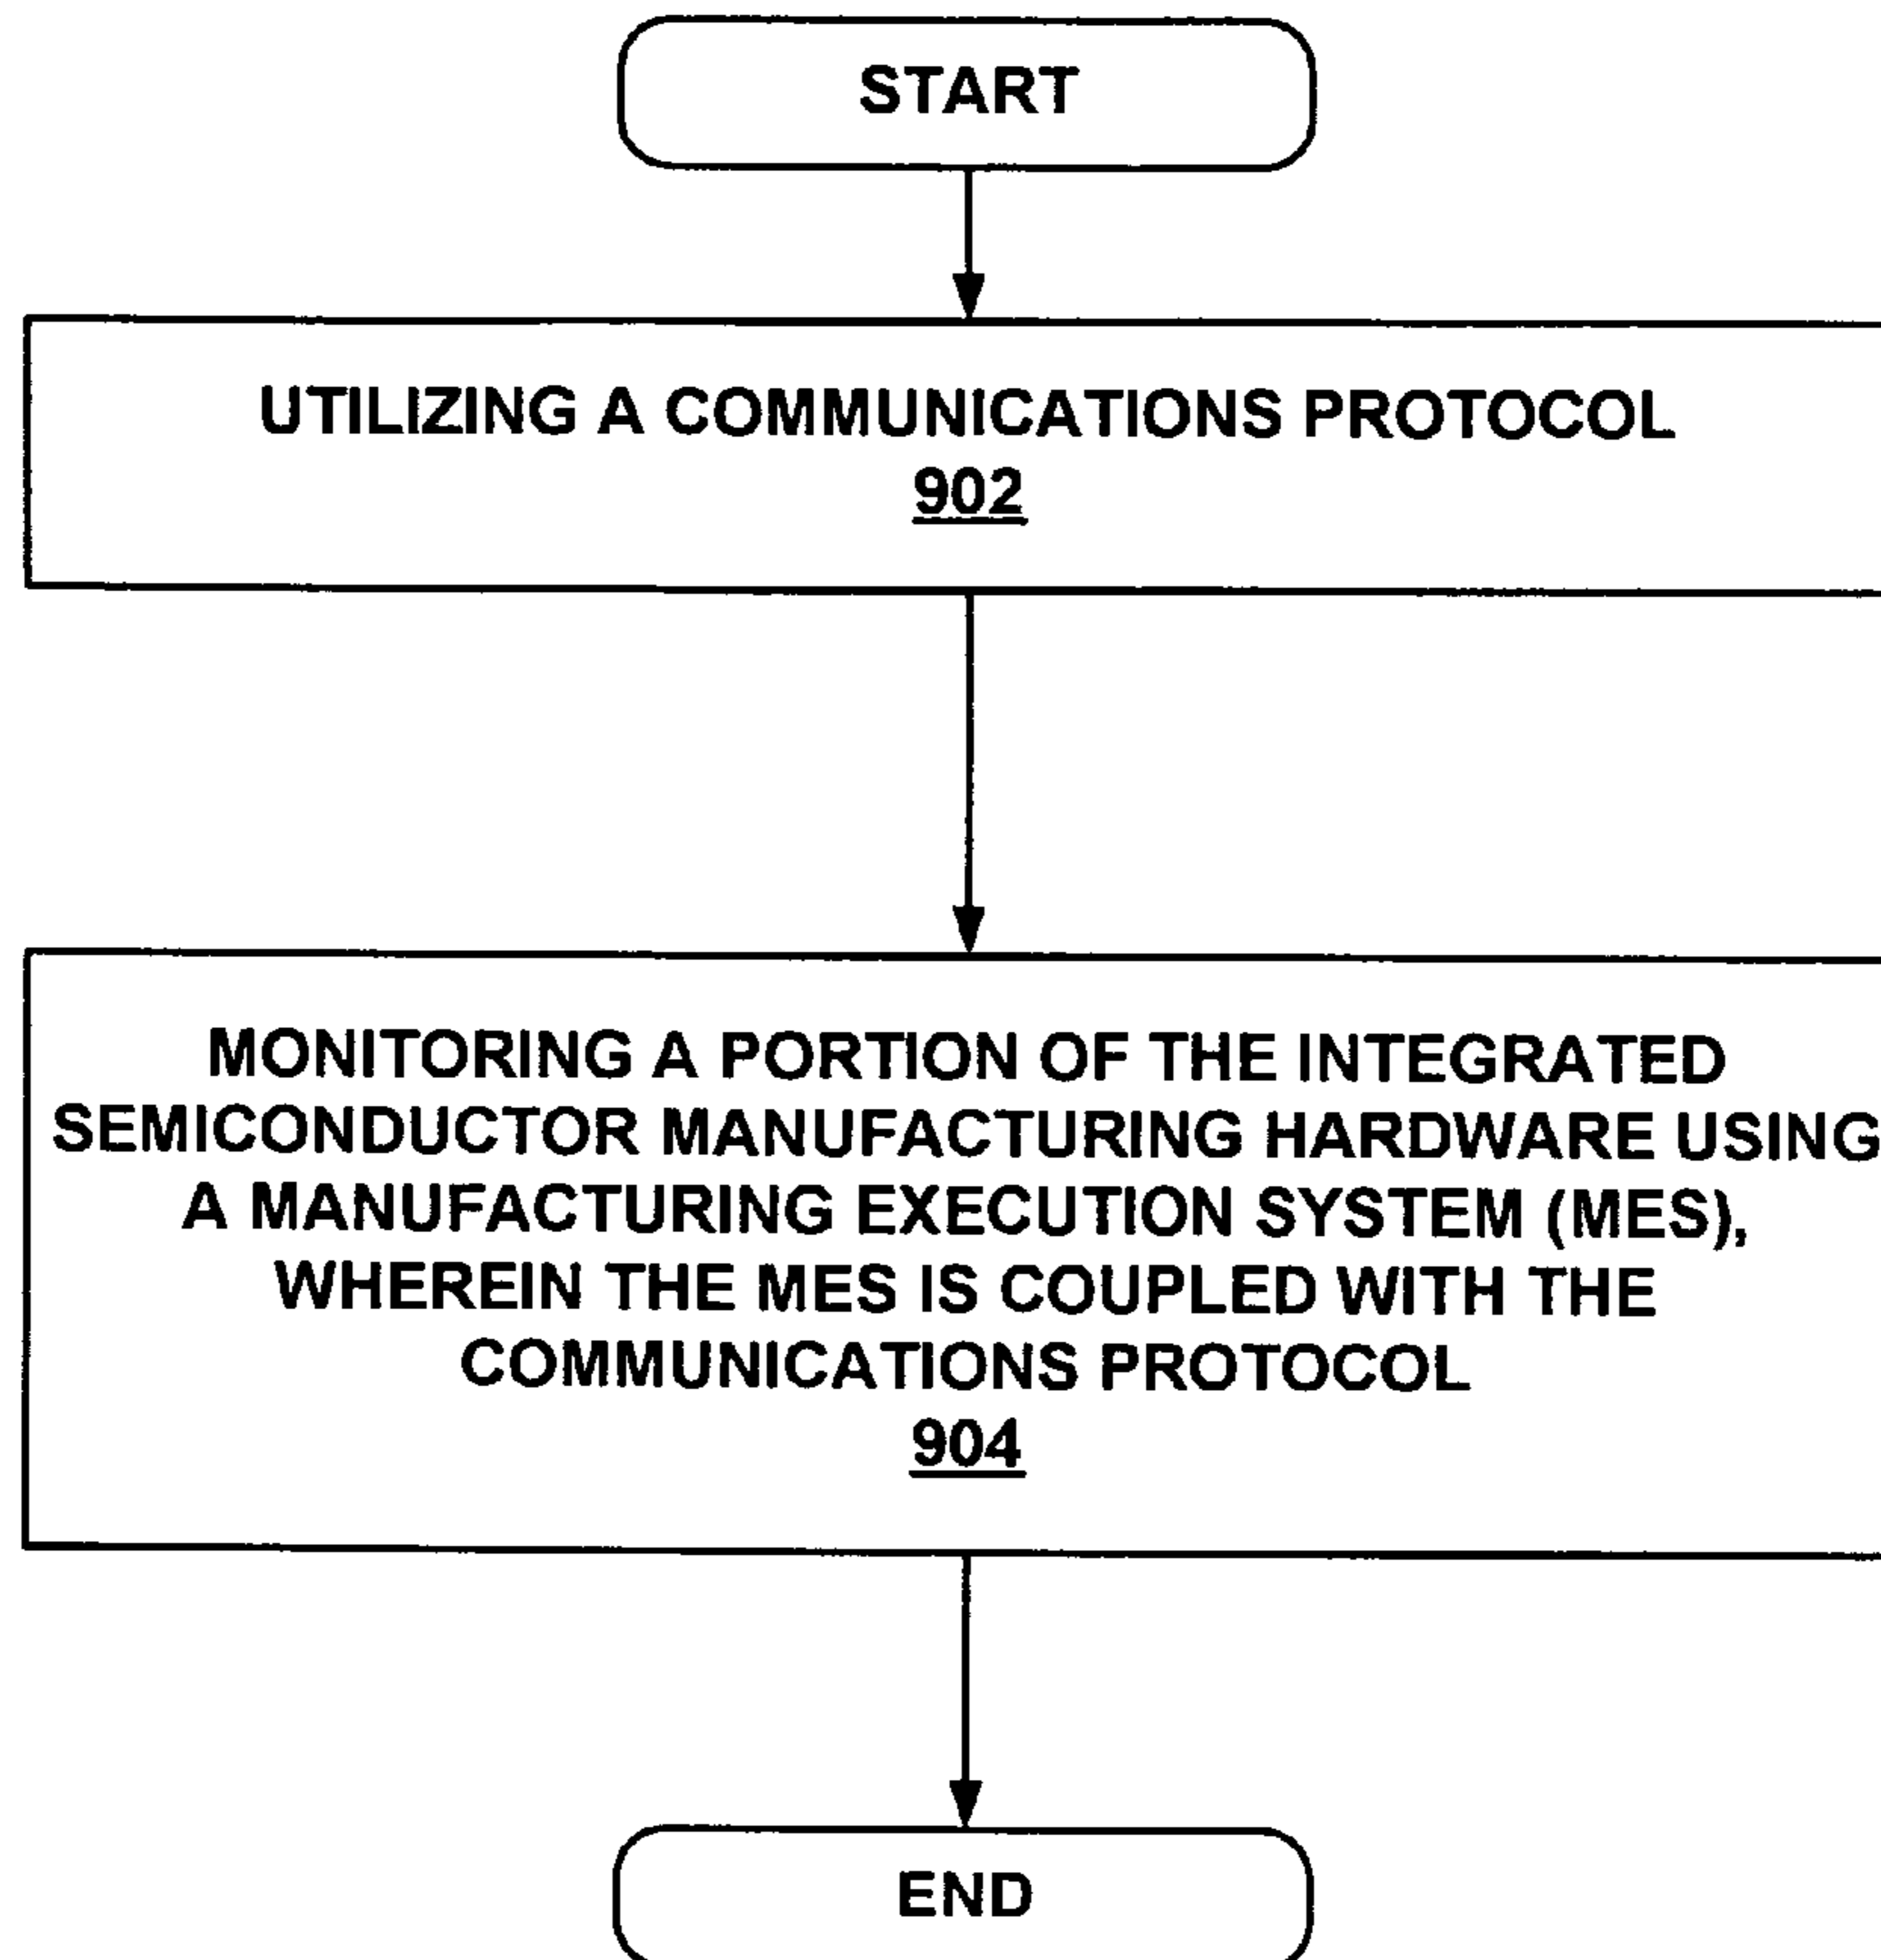 START
UTILIZING A COMMUNICATIONS PROTOCOL
902
MONITORING A PORTION OF THE INTEGRATED
SEMICONDUCTOR MANUFACTURING HARDWARE USING
A MANUFACTURING EXECUTION SYSTEM (MES),
WHEREIN THE MES IS COUPLED WITH THE
COMMUNICATIONS PROTOCOL
904
END